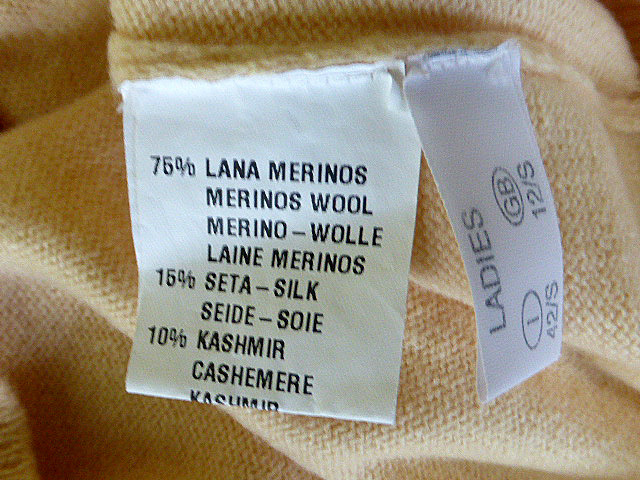 75% LANA MERINOS
MERINOS WOOL
MERINO-WOLLE
LAINE MERINOS
15% SETA-SILK
SEIDE-SOIE
10% KASHMIR
CASHEMERE
KASHMIR
LADIES
GB 12/S
I 42/S